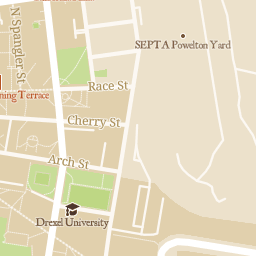 N Spangler St
SEPTA Powelton Yard
Race St
ning Terrace
Cherry St
Arch St
Drexel University